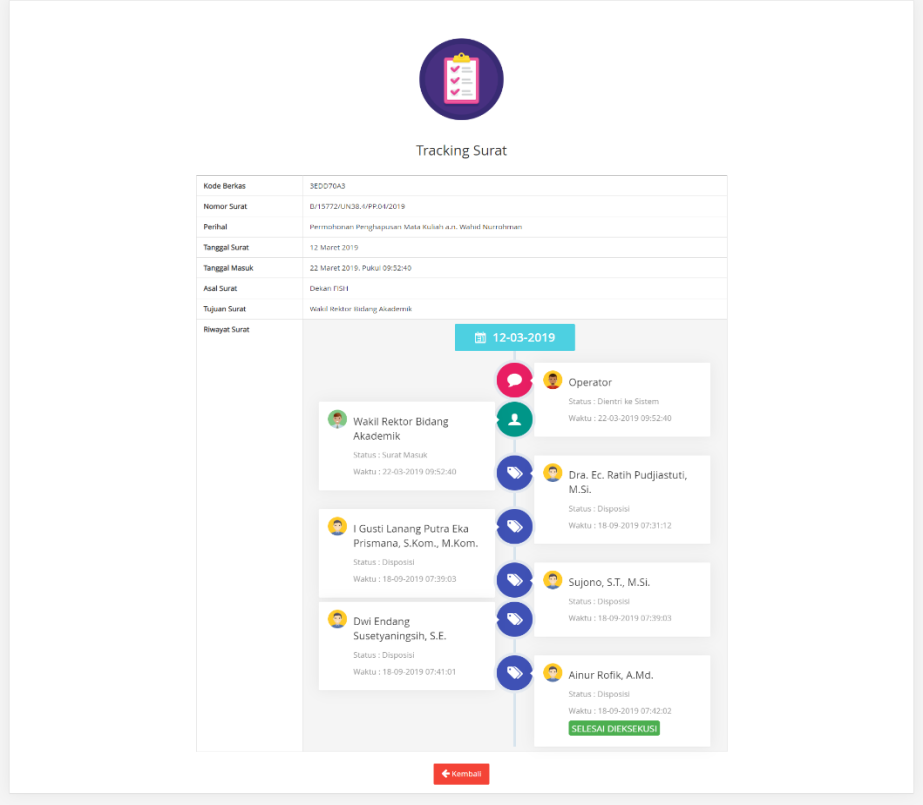 Tracking Surat
Kode Berkas 3EDD70A3
Nomor Surat B/15772/UN38.4/PP.04/2019
Perihal Permohonan Penghapusan Mata Kuliah a.n. Wahid Nurrohman
Tanggal Surat 12 Maret 2019
Tanggal Masuk 22 Maret 2019, Pukul 09:52:40
Asal Surat Dekan FISH
Tujuan Surat Wakil Rektor Bidang Akademik
Riwayat Surat
12-03-2019
Operator
Status : Dientri ke Sistem
Waktu : 22-03-2019 09:52:40
Wakil Rektor Bidang
Akademik
Status : Surat Masuk
Waktu : 22-03-2019 09:52:40
Dra. Ec. Ratih Pudjiastuti,
M.Si.
Status : Disposisi
Waktu : 18-09-2019 07:31:12
I Gusti Lanang Putra Eka
Prismana, S.Kom., M.Kom.
Status : Disposisi
Waktu : 18-09-2019 07:39:03
Sujono, S.T., M.Si.
Status : Disposisi
Waktu : 18-09-2019 07:39:03
Dwi Endang
Susetyaningsih, S.E.
Status : Disposisi
Waktu : 18-09-2019 07:41:01
Ainur Rofik, A.Md.
Status : Disposisi
Waktu : 18-09-2019 07:42:02
SELESAI DIEKSEKUSI
Kembali